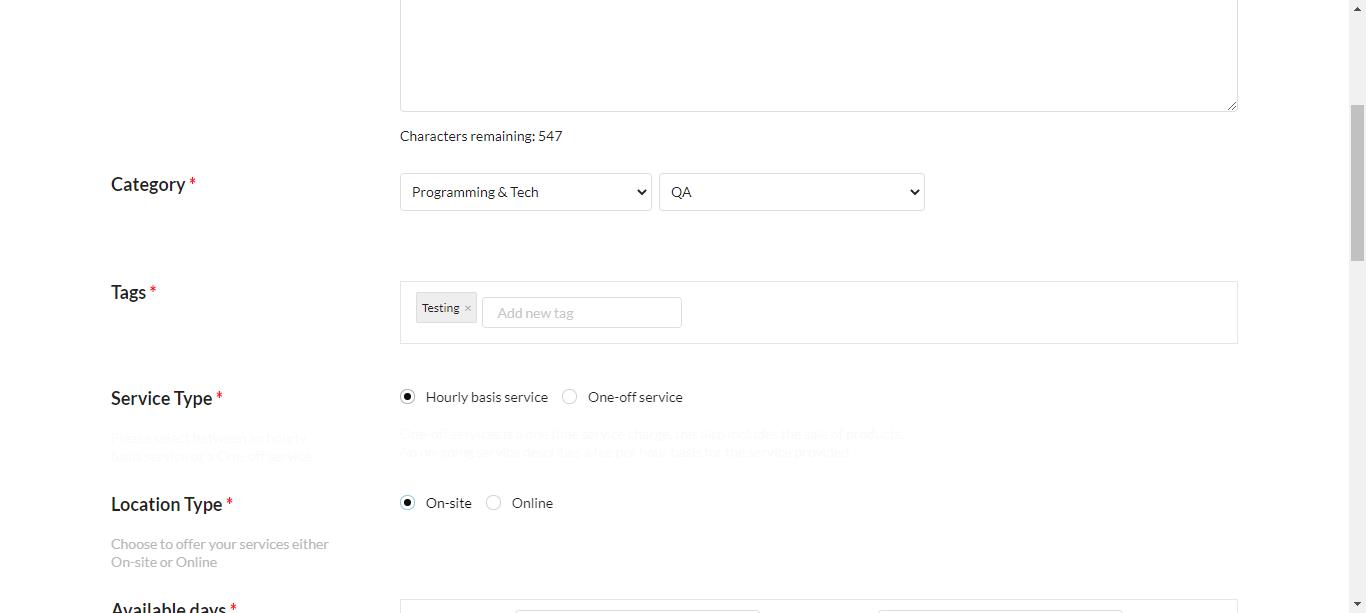 Characters remaining: 547
Category *
Programming & Tech
QA
Tags *
Testing ×
Add new tag
Service Type *
Hourly basis service
One-off service
Please select between an hourly
basis service or a One-off service
One-off services is a one time service charge, this also includes the sale of products.
An on-going service describes a fee per hour basis for the service provided
Location Type *
On-site
Online
Choose to offer your services either
On-site or Online
Available days *